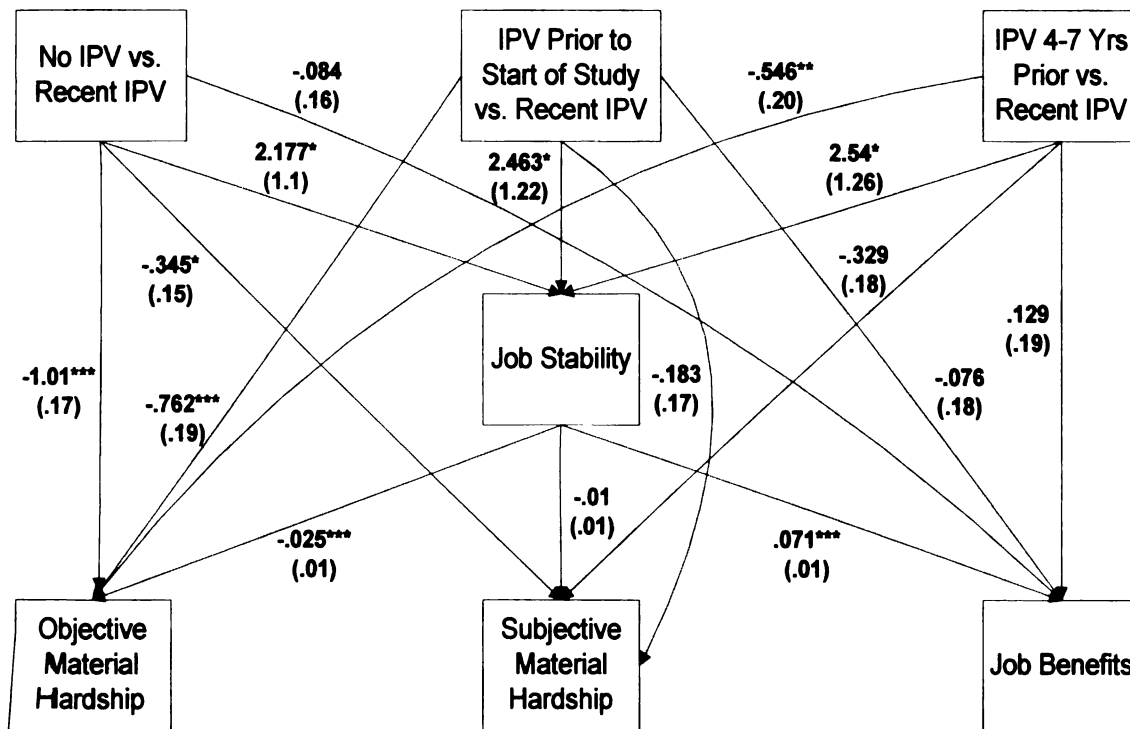 No IPV vs.
Recent IPV
IPV Prior to
Start of Study
vs. Recent IPV
IPV 4-7 Yrs
Prior vs.
Recent IPV
-.084
(.16)
-.546**
(.20)
2.177*
(1.1)
2.463*
(1.22)
2.54*
(1.26)
-.345*
(.15)
-.329
(.18)
.129
(.19)
Job Stability
-1.01***
(.17)
-.762***
(.19)
-.183
(.17)
-.076
(.18)
-.025***
(.01)
-.01
(.01)
.071***
(.01)
Objective
Material
Hardship
Subjective
Material
Hardship
Job Benefits